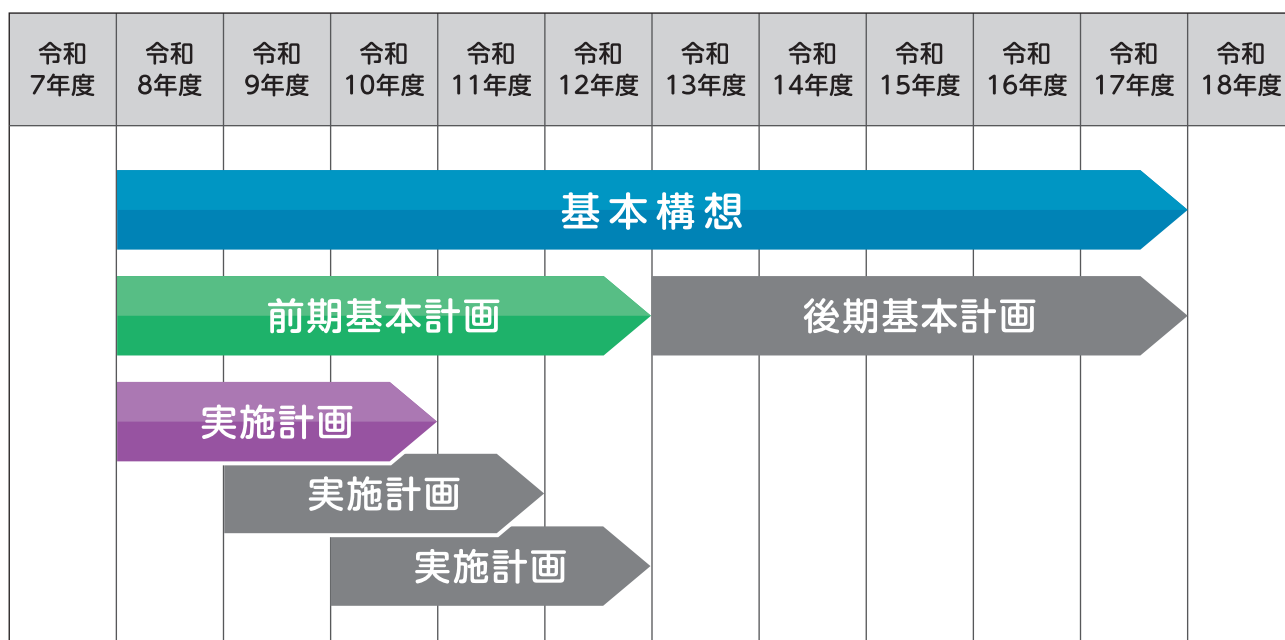 令和
7年度
令和
8年度
令和
9年度
令和
10年度
令和
11年度
令和
12年度
令和
13年度
令和
14年度
令和
15年度
令和
16年度
令和
17年度
令和
18年度
基本構想
前期基本計画
後期基本計画
実施計画
実施計画
実施計画